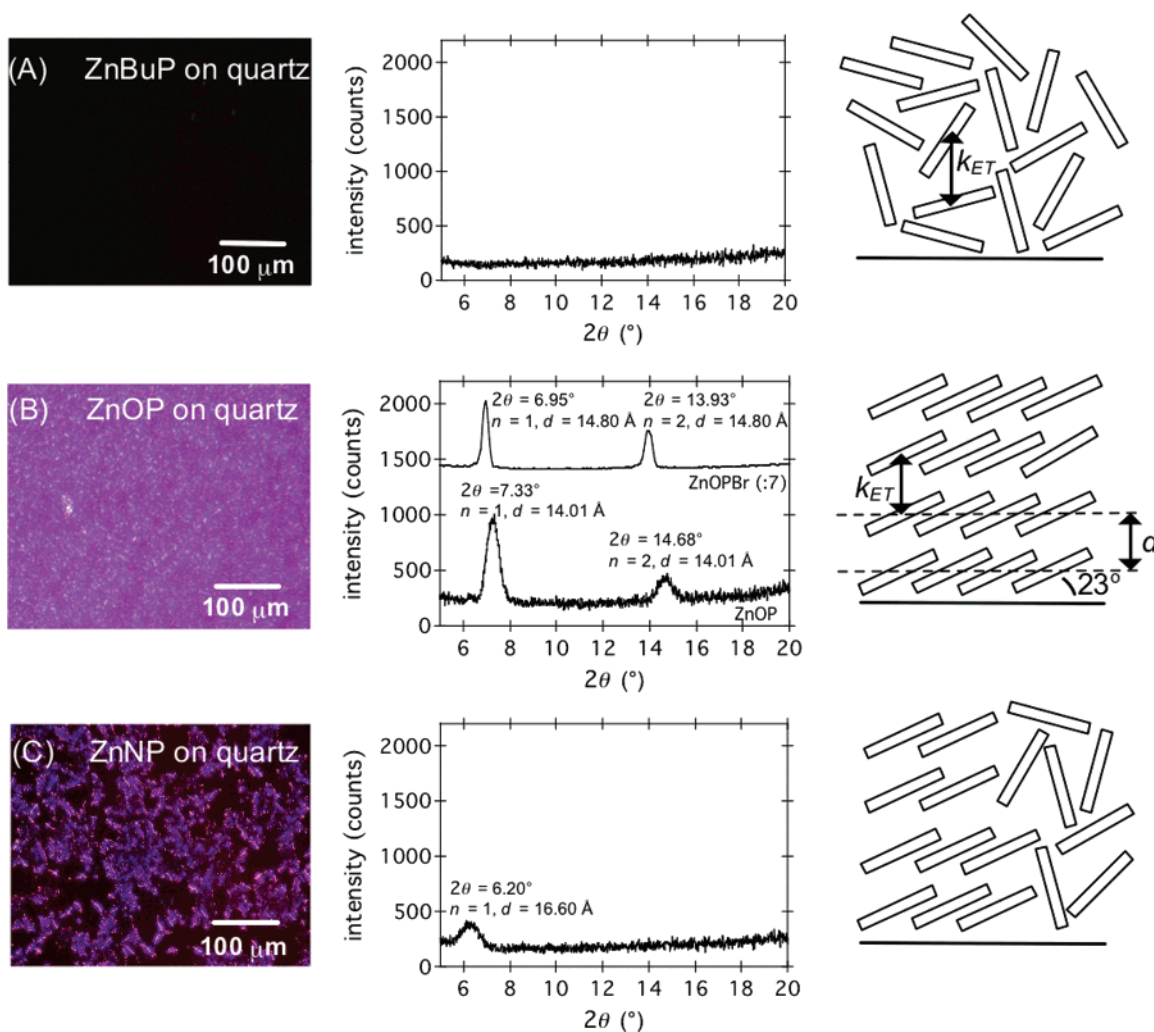 (A) ZnBuP on quartz
100 μm
intensity (counts)
2000
1500
1000
500
0
6 8 10 12 14 16 18 20
2θ (°)
k_ET
(B) ZnOP on quartz
100 μm
intensity (counts)
2000
1500
1000
500
0
2θ = 6.95°
n = 1, d = 14.80 Å
2θ = 13.93°
n = 2, d = 14.80 Å
ZnOPBr (:7)
2θ =7.33°
n = 1, d = 14.01 Å
2θ = 14.68°
n = 2, d = 14.01 Å
ZnOP
6 8 10 12 14 16 18 20
2θ (°)
k_ET
d
23°
(C) ZnNP on quartz
100 μm
intensity (counts)
2000
1500
1000
500
0
2θ = 6.20°
n = 1, d = 16.60 Å
6 8 10 12 14 16 18 20
2θ (°)